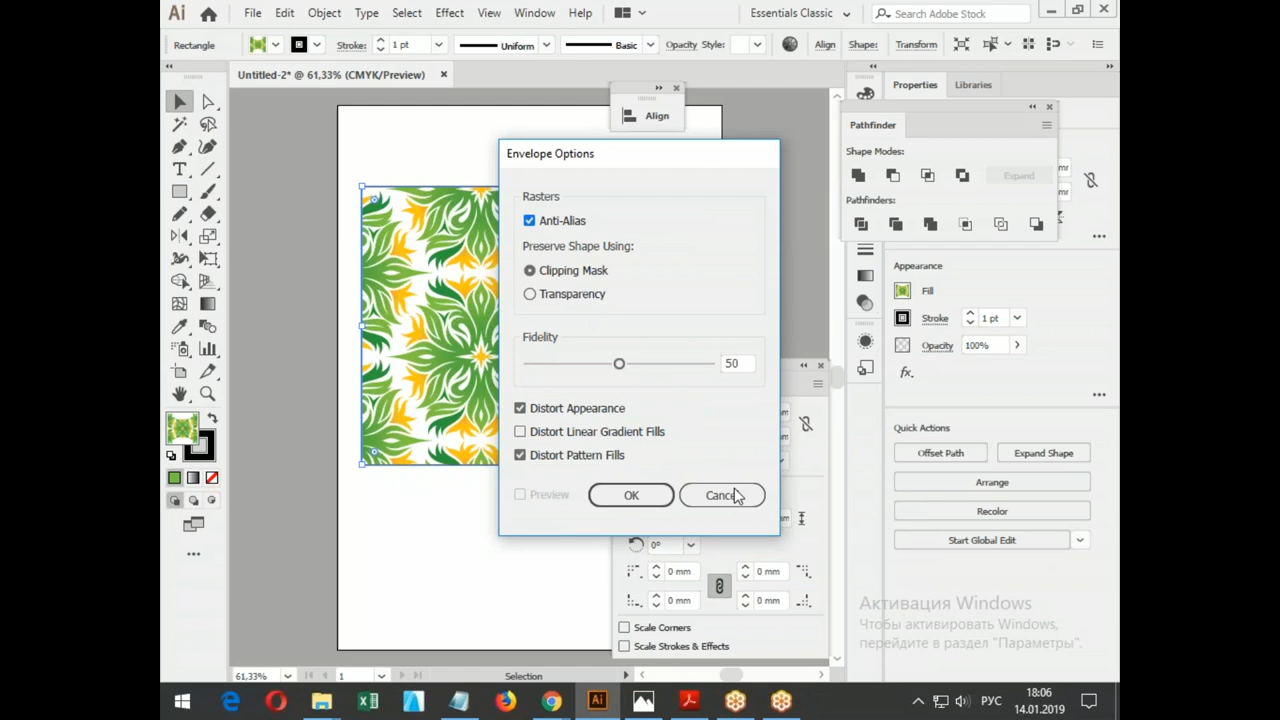 Ai File Edit Object Type Select Effect View Window Help Essentials Classic Search Adobe Stock
Rectangle Stroke: 1 pt Uniform Basic Opacity Style: Align Shape: Transform
Untitled-2* @ 61,33% (CMYK/Preview)
Properties Libraries
Align
Pathfinder
Shape Modes:
Expand
Pathfinders:
Envelope Options
Rasters
Anti-Alias
Preserve Shape Using:
Clipping Mask
Transparency
Fidelity
50
Distort Appearance
Distort Linear Gradient Fills
Distort Pattern Fills
Preview OK Cancel
Appearance
Fill
Stroke 1 pt
Opacity 100%
fx.
Quick Actions
Offset Path Expand Shape
Arrange
Recolor
Start Global Edit
0°
0 mm 0 mm
0 mm 0 mm
Scale Corners
Scale Strokes & Effects
Активация Windows
Чтобы активировать Windows,
перейдите в раздел "Параметры".
61,33% 1 Selection
Ai РУС 18:06
14.01.2019